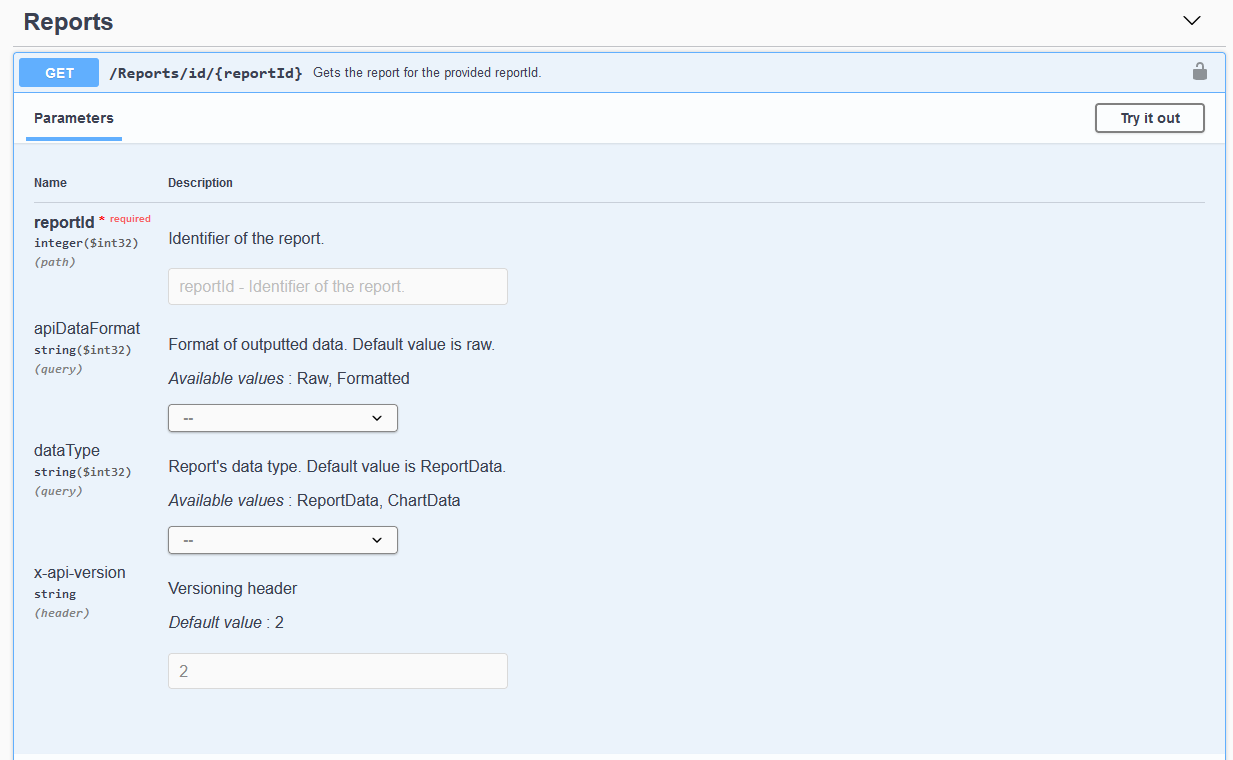 Reports
GET /Reports/id/{reportId} Gets the report for the provided reportId.
Parameters
Try it out
Name Description
reportId * required
integer($int32)
(path)
Identifier of the report.
reportId - Identifier of the report.
apiDataFormat
string($int32)
(query)
Format of outputted data. Default value is raw.
Available values : Raw, Formatted
--
dataType
string($int32)
(query)
Report's data type. Default value is ReportData.
Available values : ReportData, ChartData
--
x-api-version
string
(header)
Versioning header
Default value : 2
2